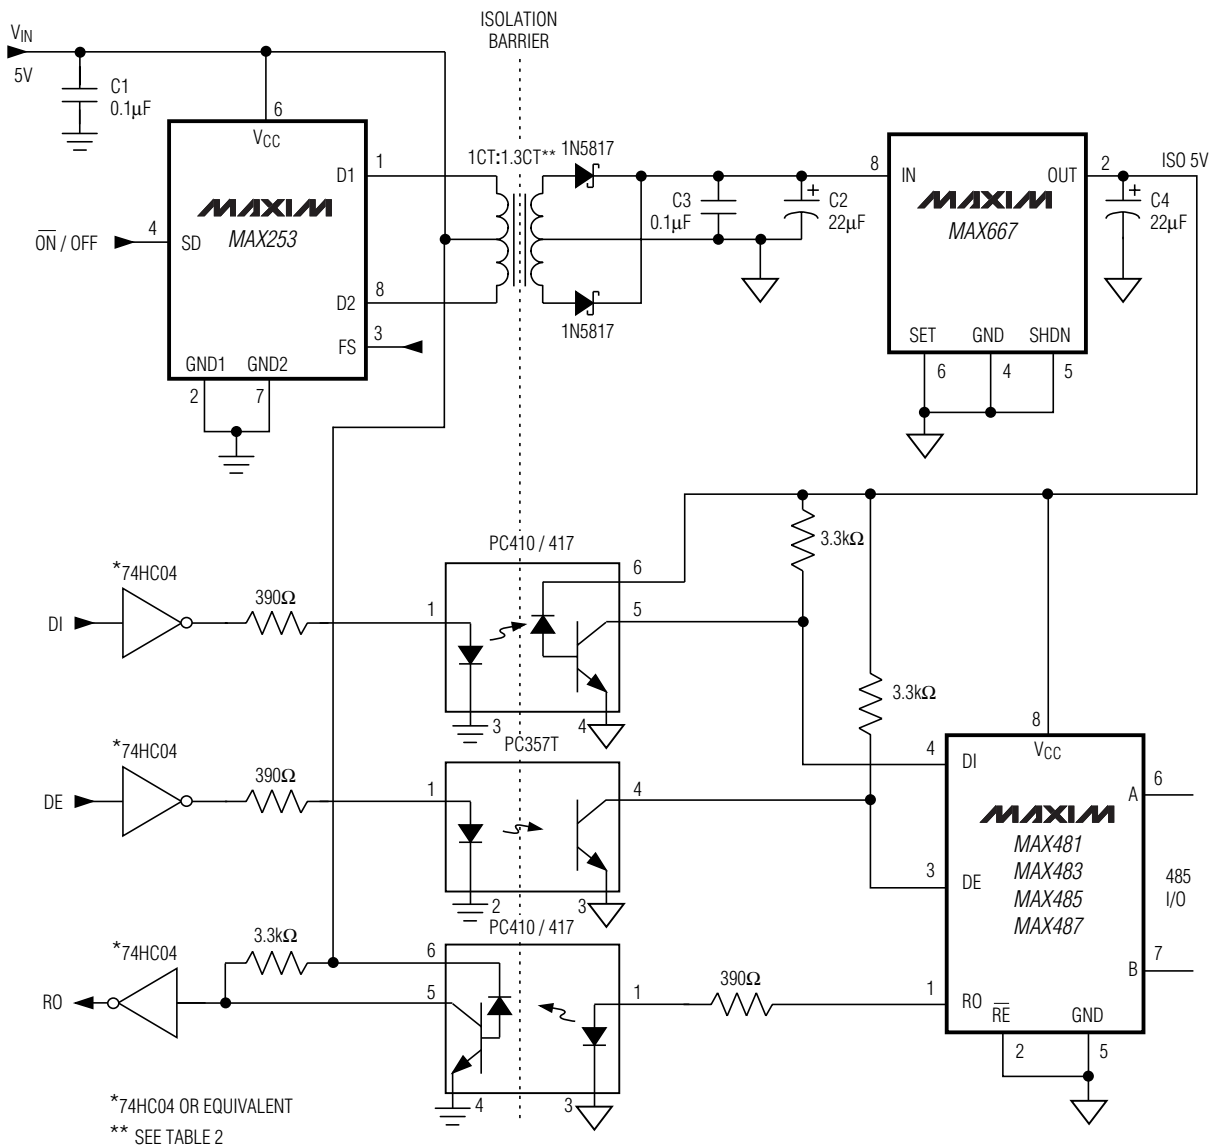 ISOLATION
BARRIER
VIN
5V
C1
0.1µF
6
VCC
1
D1
MAXIM
MAX253
4
ON / OFF
SD
8
D2
3
FS
GND1
GND2
2
7
1CT:1.3CT**
1N5817
1N5817
C3
0.1µF
+
C2
22µF
8
IN
OUT
2
ISO 5V
MAXIM
MAX667
+
C4
22µF
SET
GND
SHDN
6
4
5
3.3kΩ
PC410 / 417
6
*74HC04
390Ω
1
5
DI
3
4
3.3kΩ
8
VCC
PC357T
*74HC04
390Ω
1
4
DE
2
3
4
DI
A
6
MAXIM
MAX481
MAX483
MAX485
MAX487
3
DE
485
I/O
PC410 / 417
*74HC04
3.3kΩ
6
B
7
RO
5
1
390Ω
1
RO
RE
GND
2
5
4
3
*74HC04 OR EQUIVALENT
** SEE TABLE 2